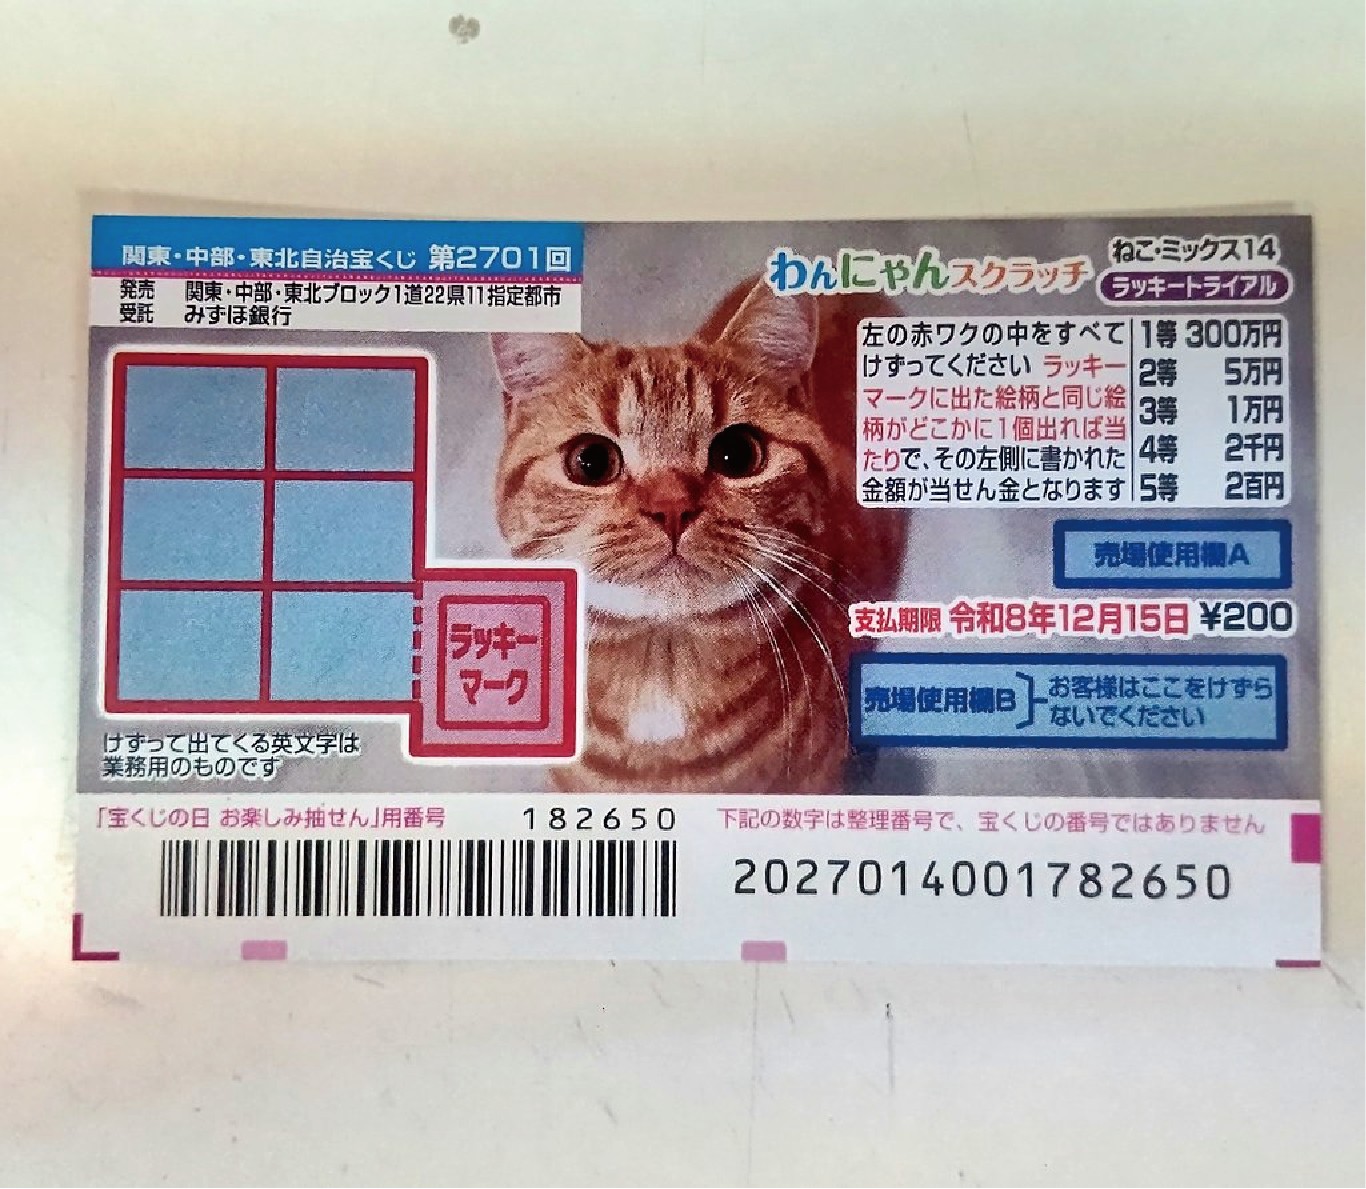 関東・中部・東北自治宝くじ 第2701回
発売 関東・中部・東北ブロック1道22県11指定都市
受託 みずほ銀行
わんにゃんスクラッチ
ねこ・ミックス14
ラッキートライアル
左の赤ワクの中をすべて
けずってください ラッキー
マークに出た絵柄と同じ絵
柄がどこかに1個出れば当
たりで、その左側に書かれた
金額が当せん金となります
1等 300万円
2等 5万円
3等 1万円
4等 2千円
5等 2百円
売場使用欄A
支払期限 令和8年12月15日 ¥200
売場使用欄B
お客様はここをけずら
ないでください
ラッキー
マーク
けずって出てくる英文字は
業務用のものです
「宝くじの日 お楽しみ抽せん」用番号 182650
下記の数字は整理番号で、宝くじの番号ではありません
2027014001782650